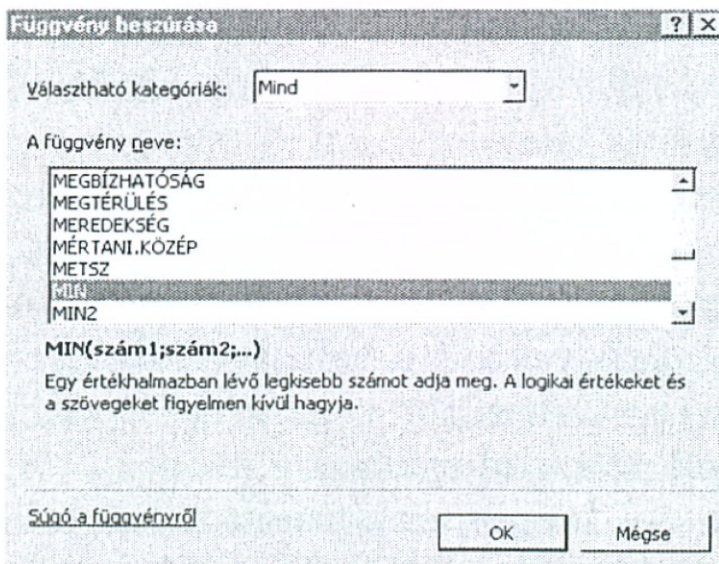 Függvény beszúrása
Választható kategóriák: Mind
A függvény neve:
MEGBÍZHATÓSÁG
MEGTÉRÜLÉS
MEREDEKSÉG
MÉRTANI.KÖZÉP
METSZ
MIN
MIN2
MIN(szám1;szám2;...)
Egy értékhalmazban lévő legkisebb számot adja meg. A logikai értékeket és
a szövegeket figyelmen kívül hagyja.
Súgó a függvényről
OK Mégse